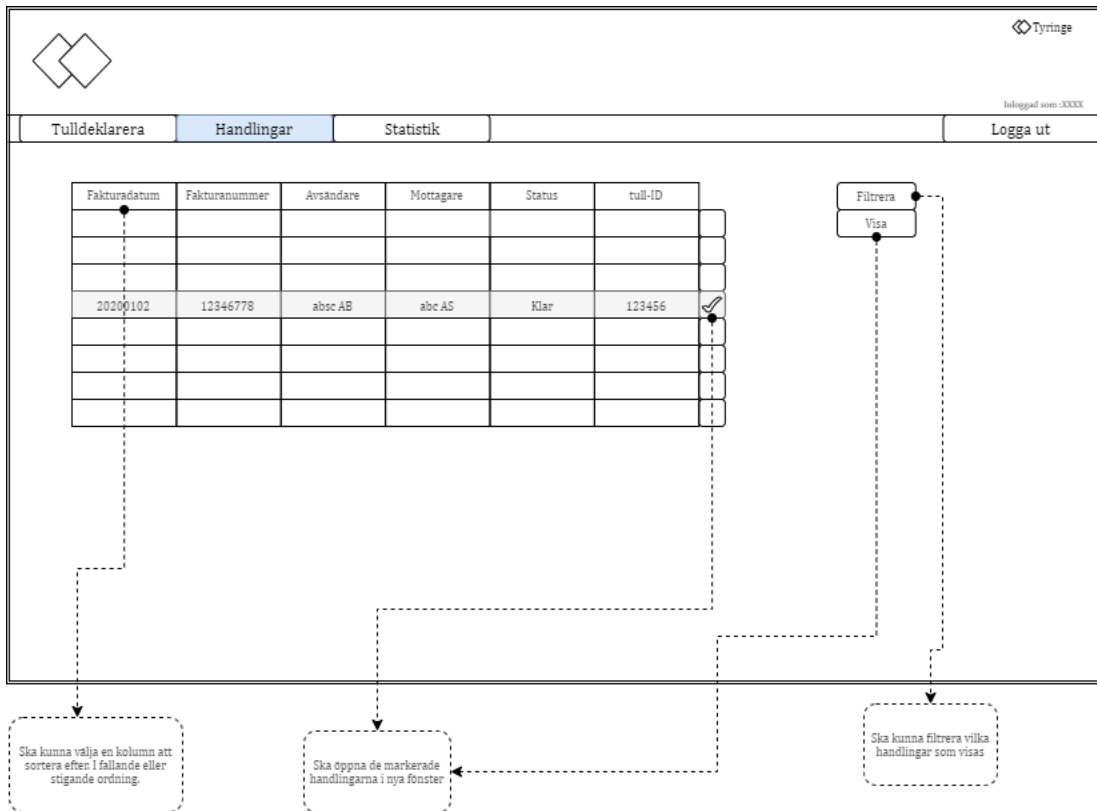 Tyringe
Inloggad som :XXXX
Tulldeklarera Handlingar Statistik Logga ut
Fakturadatum Fakturanummer Avsändare Mottagare Status tull-ID
Filtrera
Visa
20200102 12346778 absc AB abc AS Klar 123456
Ska kunna välja en kolumn att
sortera efter. I fallande eller
stigande ordning.
Ska öppna de markerade
handlingarna i nya fönster
Ska kunna filtrera vilka
handlingar som visas